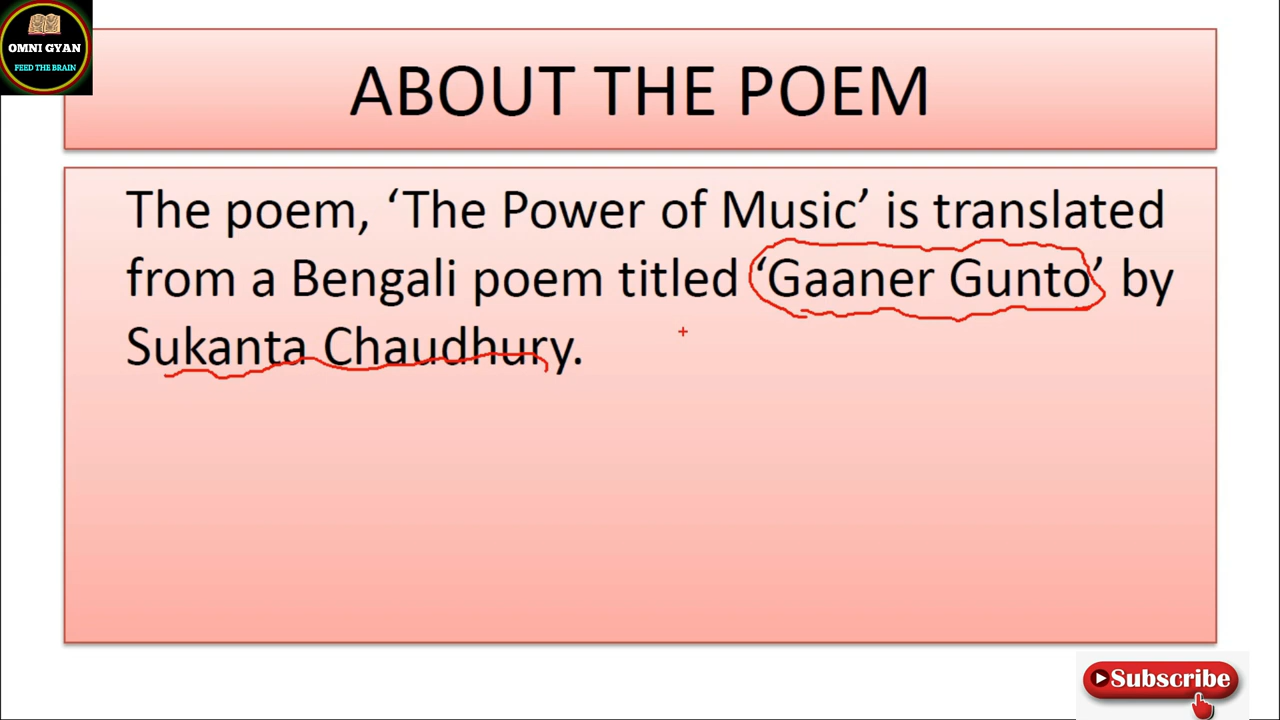 OMNI GYAN
FEED THE BRAIN
ABOUT THE POEM
The poem, ‘The Power of Music’ is translated
from a Bengali poem titled ‘Gaaner Gunto’ by
Sukanta Chaudhury.
Subscribe